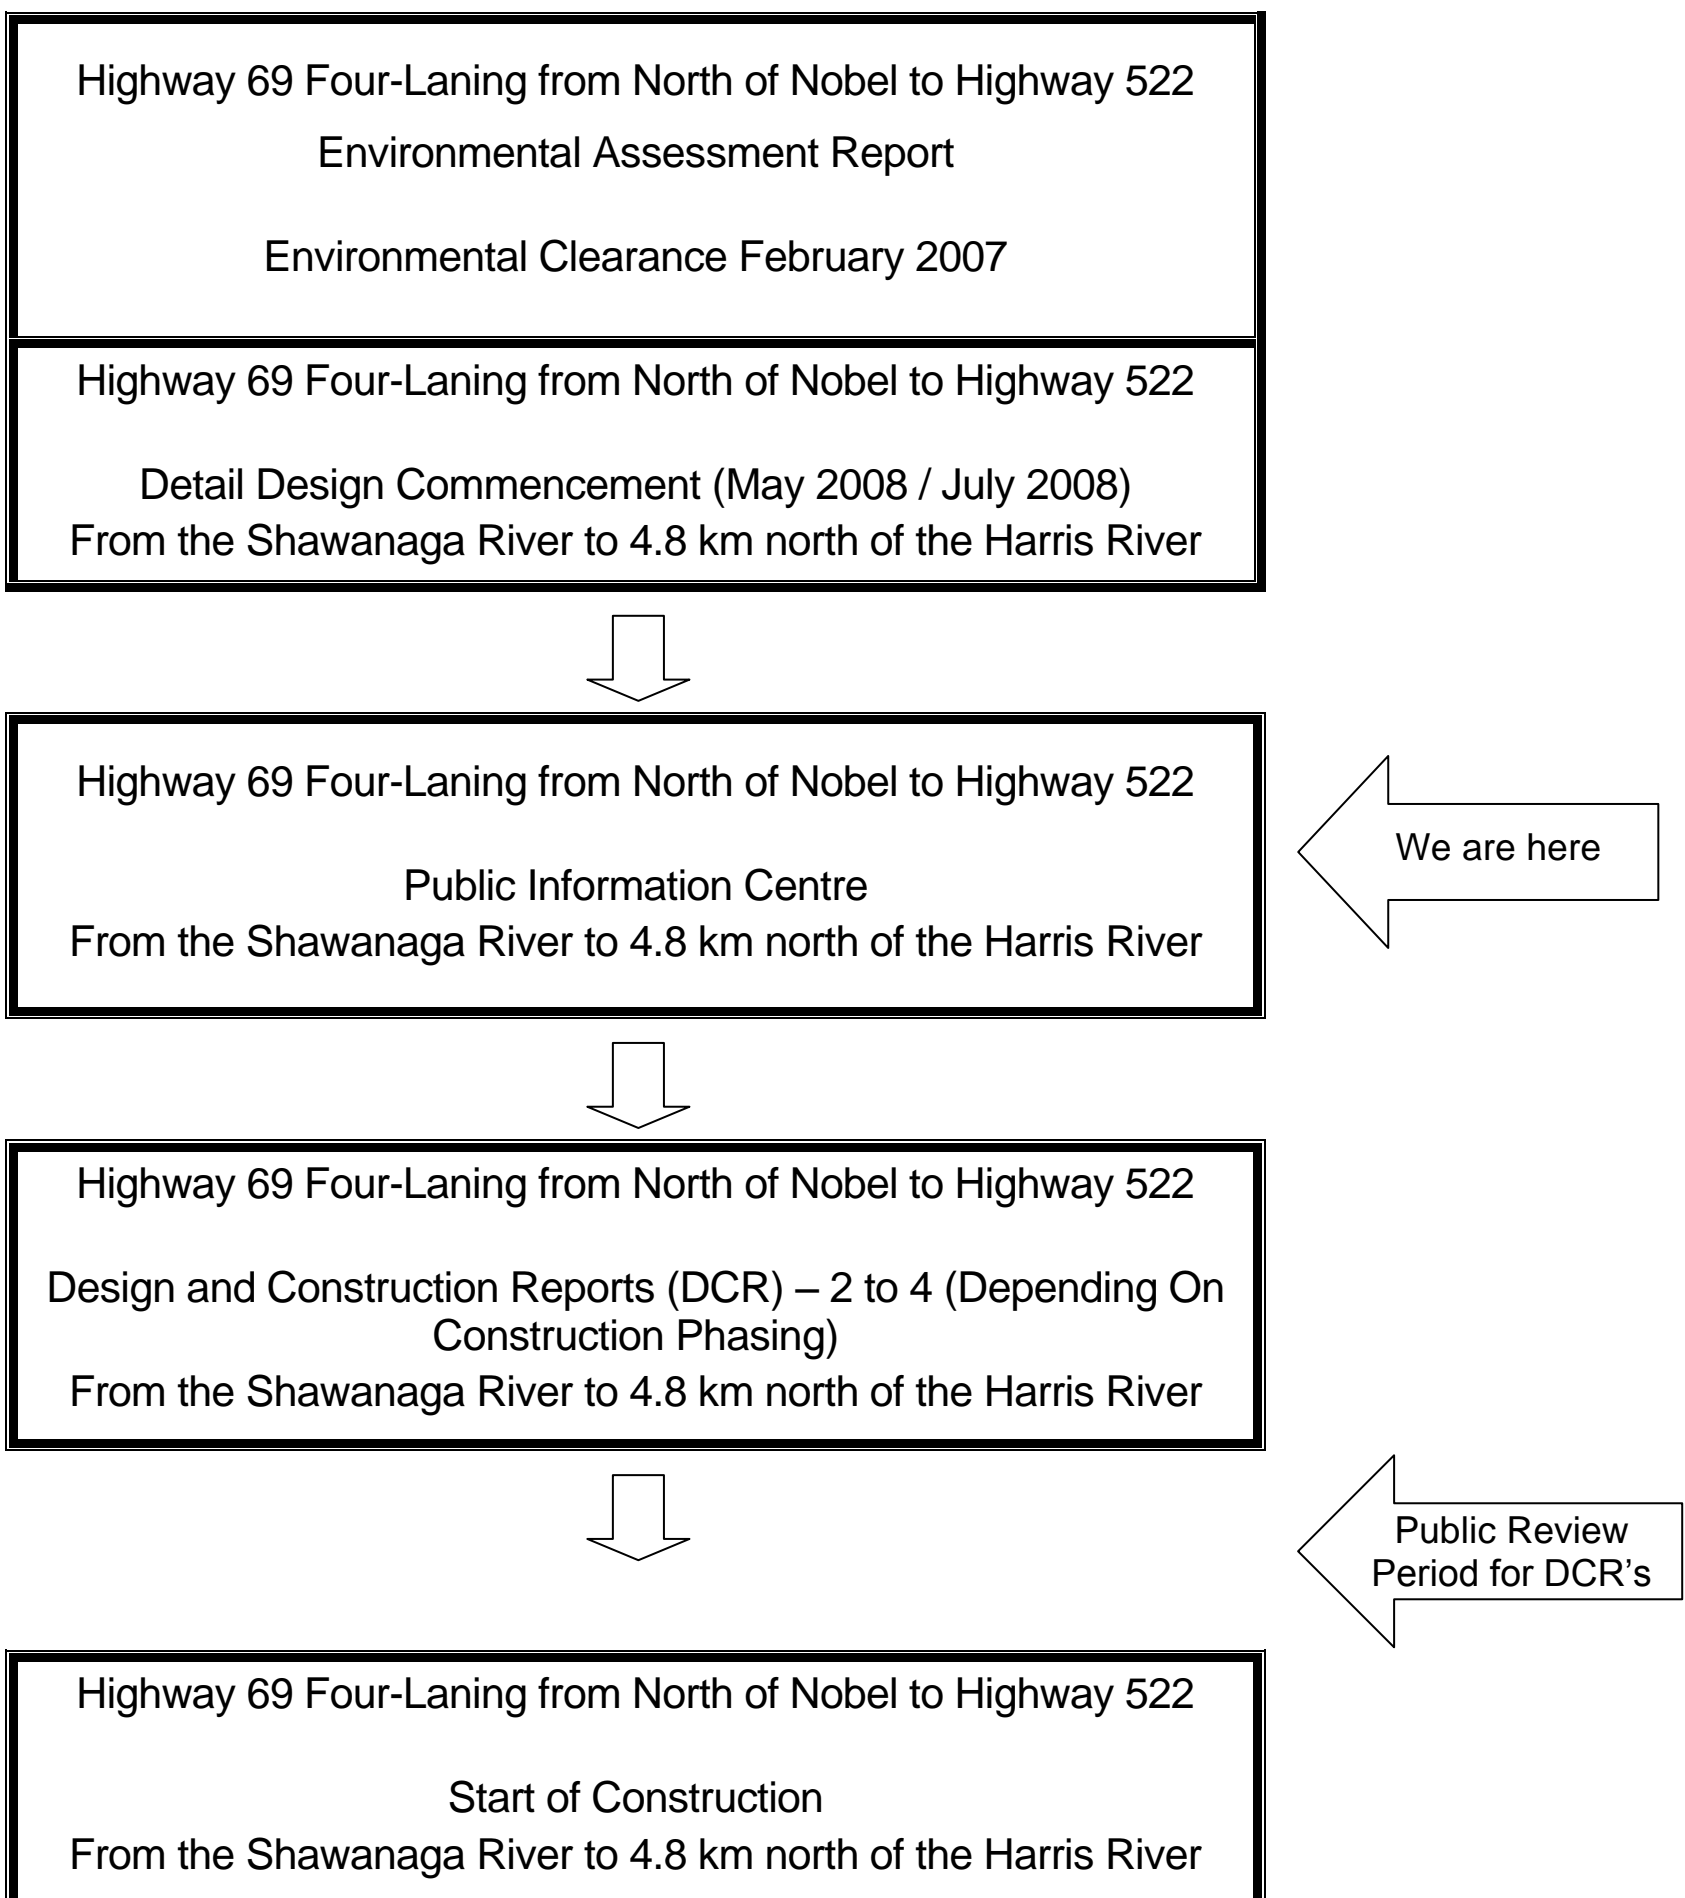 Highway 69 Four-Laning from North of Nobel to Highway 522
Environmental Assessment Report
Environmental Clearance February 2007
Highway 69 Four-Laning from North of Nobel to Highway 522
Detail Design Commencement (May 2008 / July 2008)
From the Shawanaga River to 4.8 km north of the Harris River
Highway 69 Four-Laning from North of Nobel to Highway 522
Public Information Centre
From the Shawanaga River to 4.8 km north of the Harris River
We are here
Highway 69 Four-Laning from North of Nobel to Highway 522
Design and Construction Reports (DCR) – 2 to 4 (Depending On
Construction Phasing)
From the Shawanaga River to 4.8 km north of the Harris River
Public Review
Period for DCR’s
Highway 69 Four-Laning from North of Nobel to Highway 522
Start of Construction
From the Shawanaga River to 4.8 km north of the Harris River